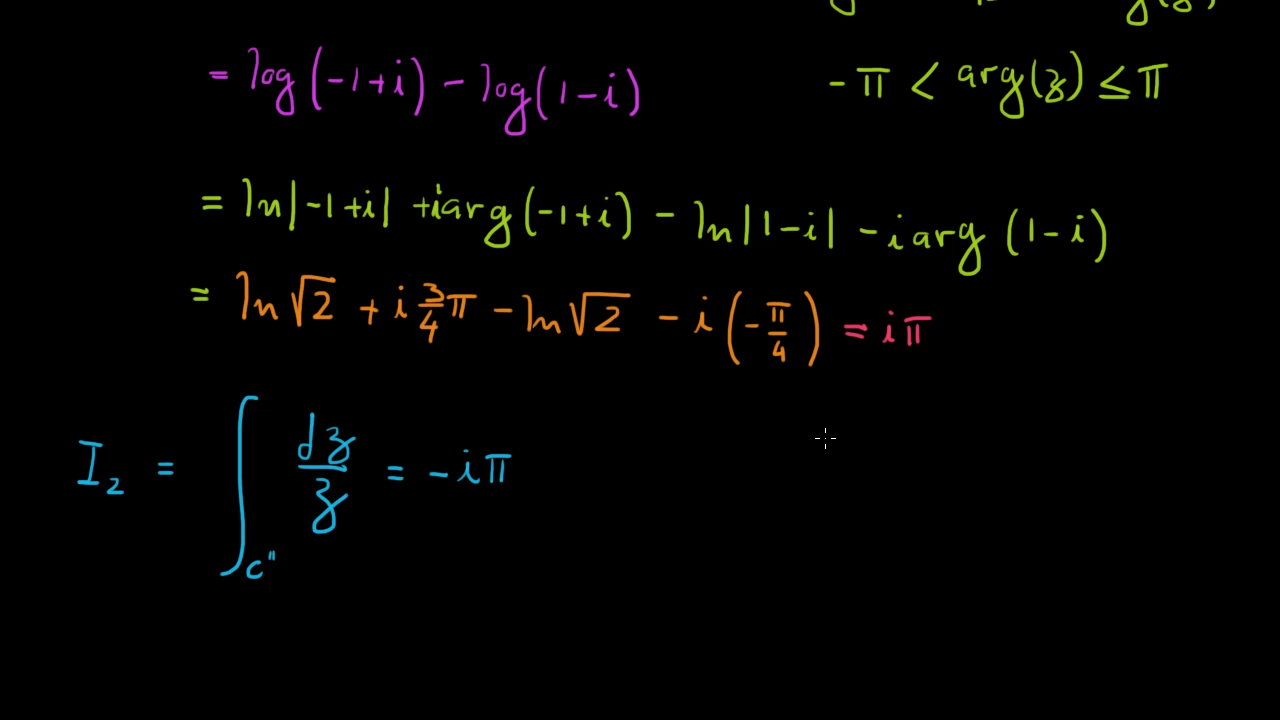 = log(-1+i) - log(1-i)
-π < arg(z) ≤ π
= ln|-1+i| + i arg(-1+i) - ln|1-i| - i arg(1-i)
= ln√2 + i 3/4 π - ln√2 - i(-π/4) = iπ
I₂ = ∫_C" dz/z = -iπ